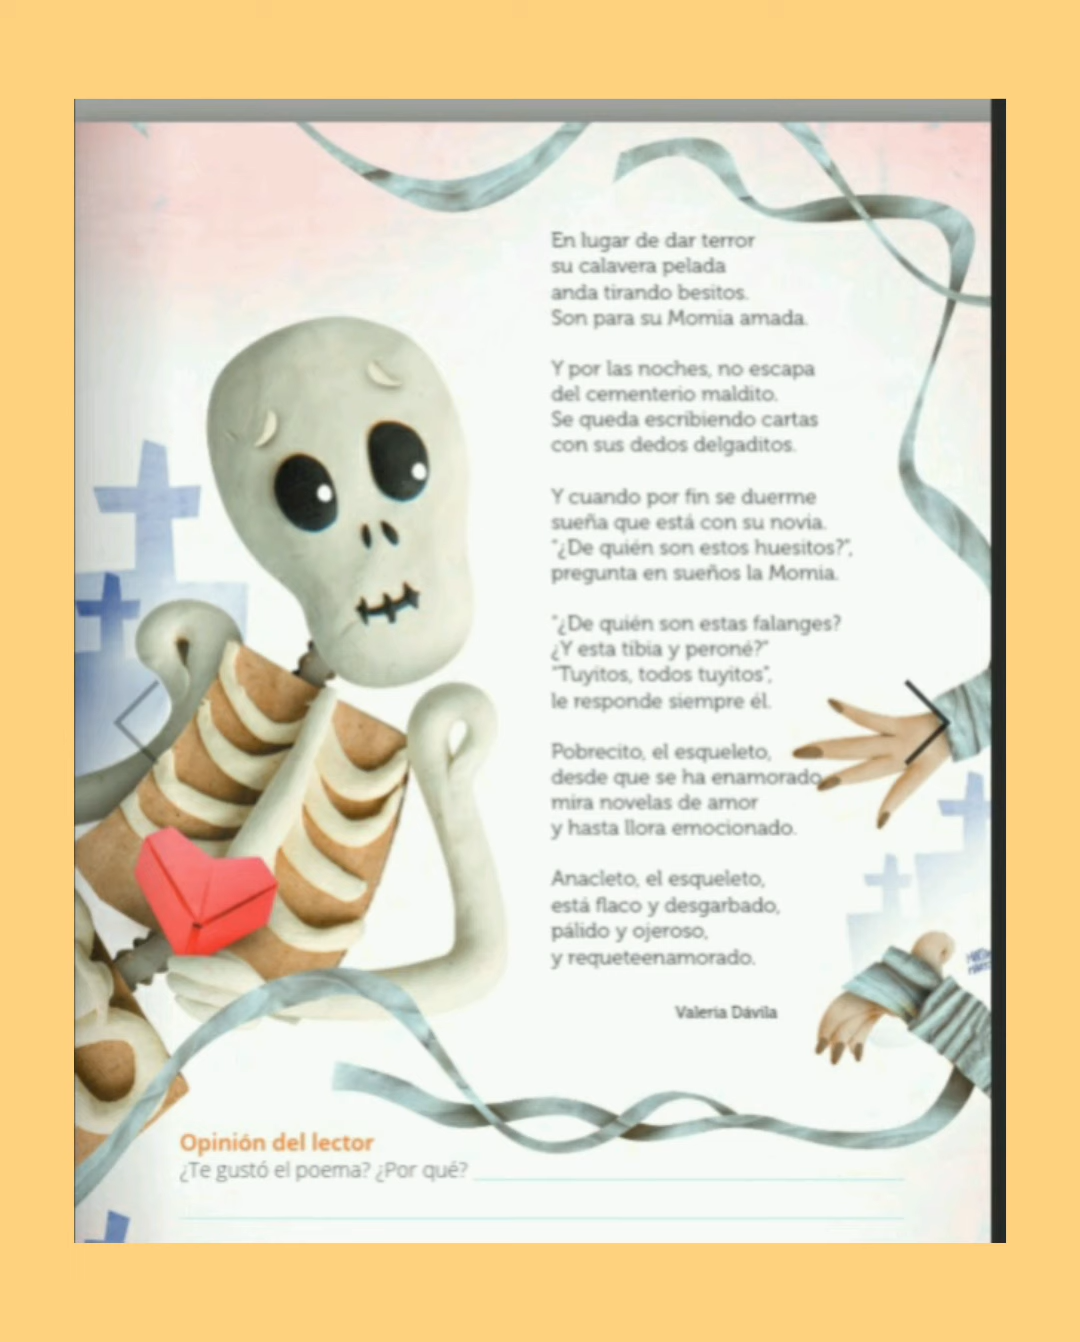 En lugar de dar terror
su calavera pelada
anda tirando besitos.
Son para su Momia amada.
Y por las noches, no escapa
del cementerio maldito.
Se queda escribiendo cartas
con sus dedos delgaditos.
Y cuando por fin se duerme
sueña que está con su novia.
"¿De quién son estos huesitos?",
pregunta en sueños la Momia.
"¿De quién son estas falanges?
¿Y esta tibia y peroné?"
"Tuyitos, todos tuyitos",
le responde siempre él.
Pobrecito, el esqueleto,
desde que se ha enamorado
mira novelas de amor
y hasta llora emocionado.
Anacleto, el esqueleto,
está flaco y desgarbado,
pálido y ojeroso,
y requeteenamorado.
Valeria Dávila
Opinión del lector
¿Te gustó el poema? ¿Por qué?